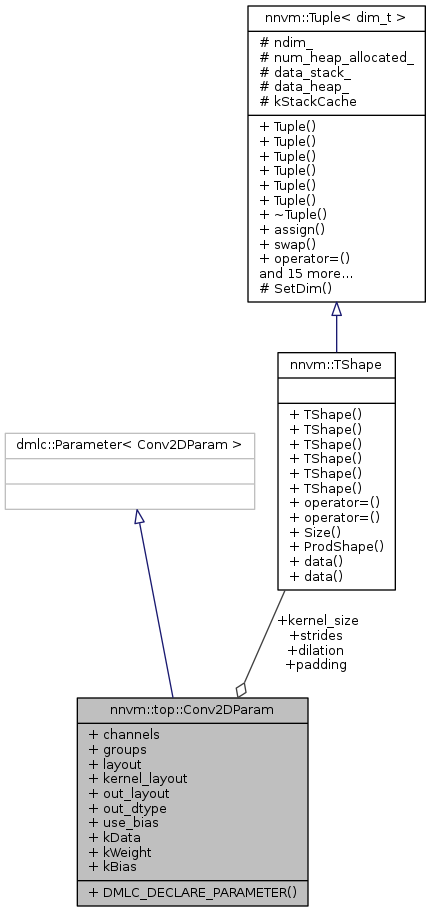 nnvm::Tuple< dim_t >
# ndim_
# num_heap_allocated_
# data_stack_
# data_heap_
# kStackCache
+ Tuple()
+ Tuple()
+ Tuple()
+ Tuple()
+ Tuple()
+ Tuple()
+ ~Tuple()
+ assign()
+ swap()
+ operator=()
and 15 more...
# SetDim()
nnvm::TShape
+ TShape()
+ TShape()
+ TShape()
+ TShape()
+ TShape()
+ TShape()
+ operator=()
+ operator=()
+ Size()
+ ProdShape()
+ data()
+ data()
dmlc::Parameter< Conv2DParam >
+kernel_size
+strides
+dilation
+padding
nnvm::top::Conv2DParam
+ channels
+ groups
+ layout
+ kernel_layout
+ out_layout
+ out_dtype
+ use_bias
+ kData
+ kWeight
+ kBias
+ DMLC_DECLARE_PARAMETER()